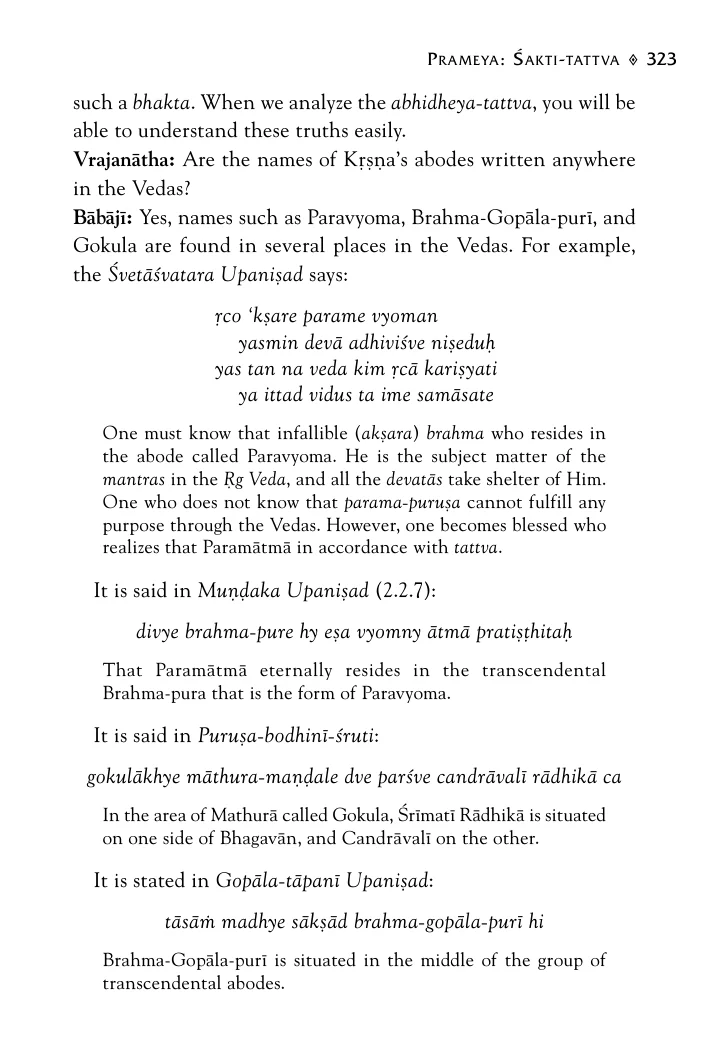 Prameya: Śakti-tattva ◈ 323
such a bhakta. When we analyze the abhidheya-tattva, you will be
able to understand these truths easily.
Vrajanātha: Are the names of Kṛṣṇa’s abodes written anywhere
in the Vedas?
Bābājī: Yes, names such as Paravyoma, Brahma-Gopāla-purī, and
Gokula are found in several places in the Vedas. For example,
the Śvetāśvatara Upaniṣad says:
ṛco ‘kṣare parame vyoman
yasmin devā adhiviśve niṣeduḥ
yas tan na veda kim ṛcā kariṣyati
ya ittad vidus ta ime samāsate
One must know that infallible (akṣara) brahma who resides in
the abode called Paravyoma. He is the subject matter of the
mantras in the Ṛg Veda, and all the devatās take shelter of Him.
One who does not know that parama-puruṣa cannot fulfill any
purpose through the Vedas. However, one becomes blessed who
realizes that Paramātmā in accordance with tattva.
It is said in Muṇḍaka Upaniṣad (2.2.7):
divye brahma-pure hy eṣa vyomny ātmā pratiṣṭhitaḥ
That Paramātmā eternally resides in the transcendental
Brahma-pura that is the form of Paravyoma.
It is said in Puruṣa-bodhinī-śruti:
gokulākhye māthura-maṇḍale dve parśve candrāvalī rādhikā ca
In the area of Mathurā called Gokula, Śrīmatī Rādhikā is situated
on one side of Bhagavān, and Candrāvalī on the other.
It is stated in Gopāla-tāpanī Upaniṣad:
tāsāṁ madhye sākṣād brahma-gopāla-purī hi
Brahma-Gopāla-purī is situated in the middle of the group of
transcendental abodes.